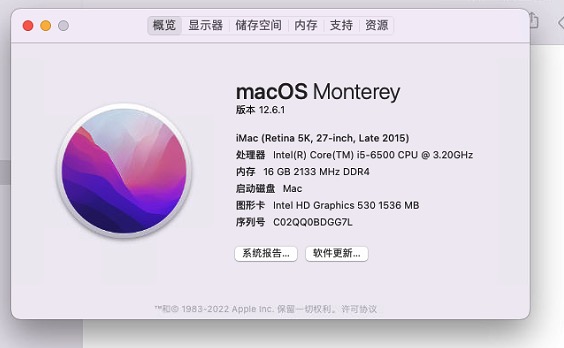 概览 显示器 储存空间 内存 支持 资源
macOS Monterey
版本 12.6.1
iMac (Retina 5K, 27-inch, Late 2015)
处理器 Intel(R) Core(TM) i5-6500 CPU @ 3.20GHz
内存 16 GB 2133 MHz DDR4
启动磁盘 Mac
图形卡 Intel HD Graphics 530 1536 MB
序列号 C02QQ0BDGG7L
系统报告... 软件更新...
™和© 1983-2022 Apple Inc. 保留一切权利。许可协议